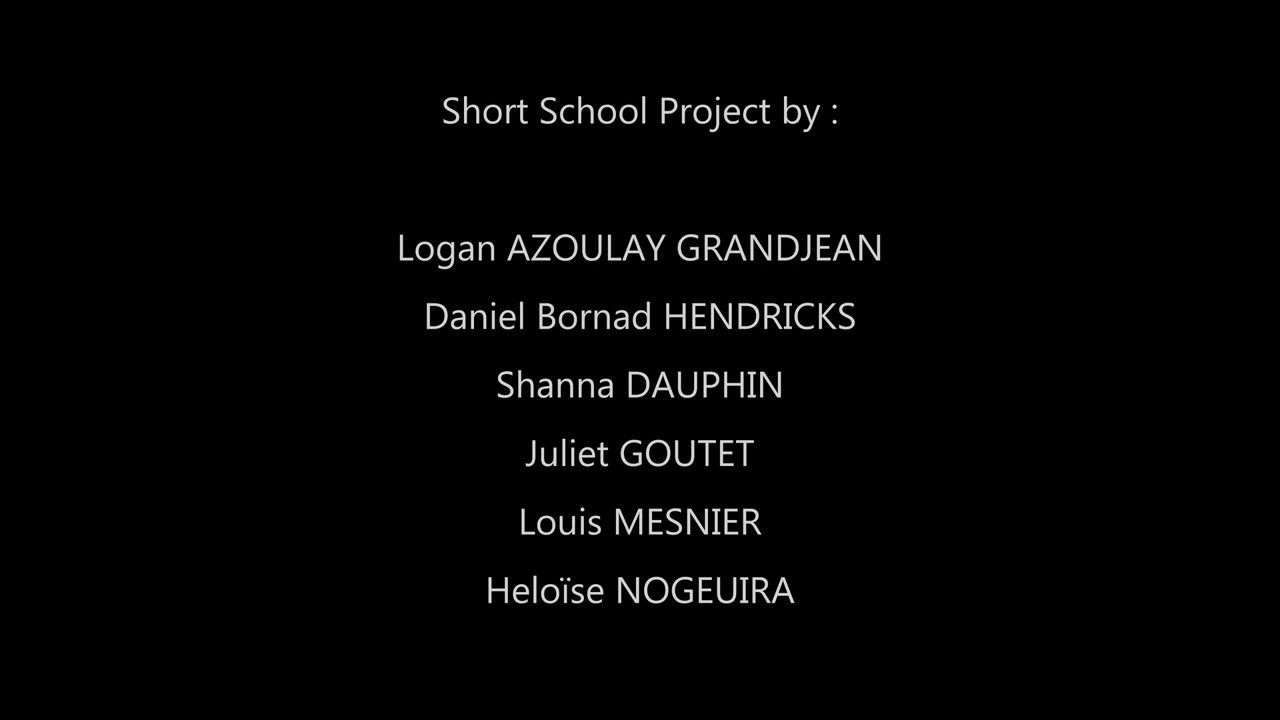 Short School Project by :
Logan AZOULAY GRANDJEAN
Daniel Bornad HENDRICKS
Shanna DAUPHIN
Juliet GOUTET
Louis MESNIER
Heloïse NOGEUIRA